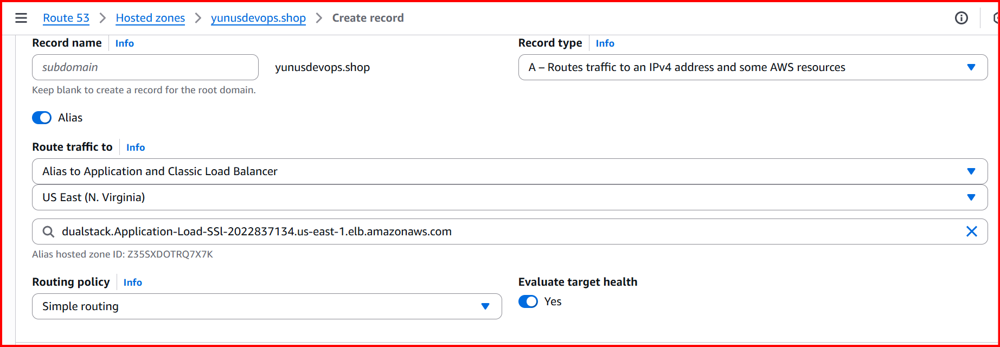 Route 53 > Hosted zones > yunusdevops.shop > Create record
Record name Info
Record type Info
subdomain
yunusdevops.shop
A – Routes traffic to an IPv4 address and some AWS resources
Keep blank to create a record for the root domain.
Alias
Route traffic to Info
Alias to Application and Classic Load Balancer
US East (N. Virginia)
dualstack.Application-Load-SSl-2022837134.us-east-1.elb.amazonaws.com
Alias hosted zone ID: Z35SXDOTRQ7X7K
Routing policy Info
Evaluate target health
Simple routing
Yes